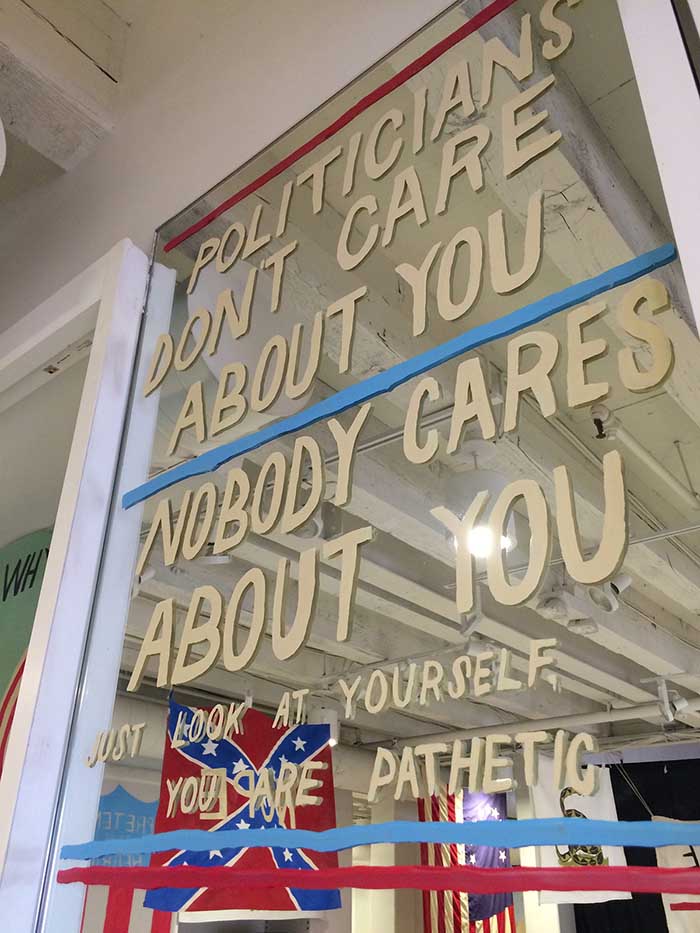 POLITICIANS
DON'T CARE
ABOUT YOU
NOBODY CARES
ABOUT YOU
JUST LOOK AT YOURSELF.
YOU ARE PATHETIC
WHY